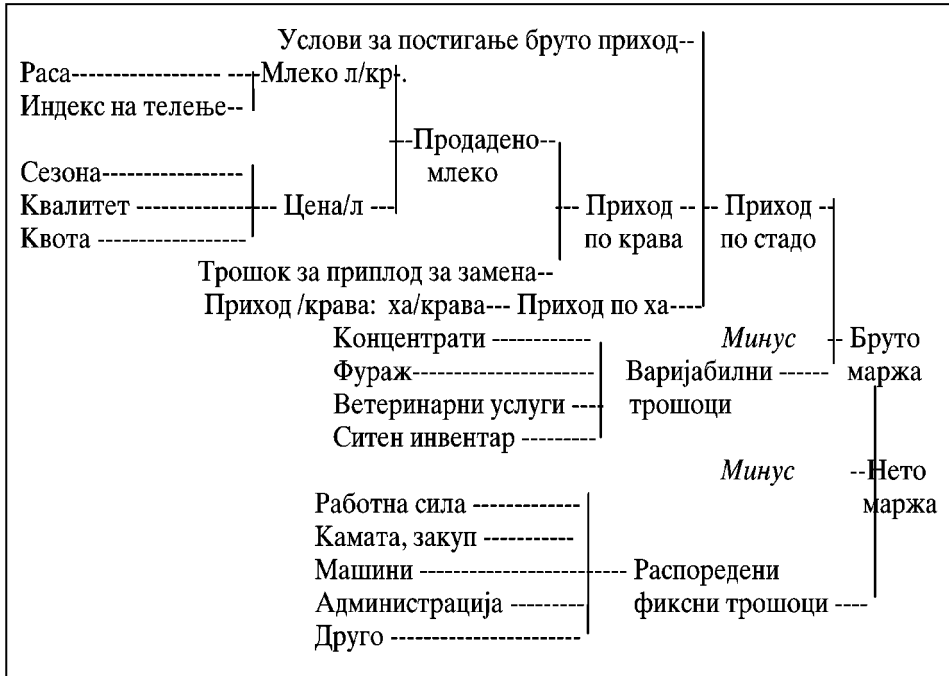 Услови за постигање бруто приход
Раса Млеко л/кр.
Индекс на телење
Продадено
Сезона млеко
Квалитет Цена/л Приход Приход
Квота по крава по стадо
Трошок за приплод за замена
Приход /крава: ха/крава Приход по ха
Концентрати Минус Бруто
Фураж Варијабилни маржа
Ветеринарни услуги трошоци
Ситен инвентар
Минус Нето
Работна сила маржа
Камата, закуп
Машини Распоредени
Администрација фиксни трошоци
Друго